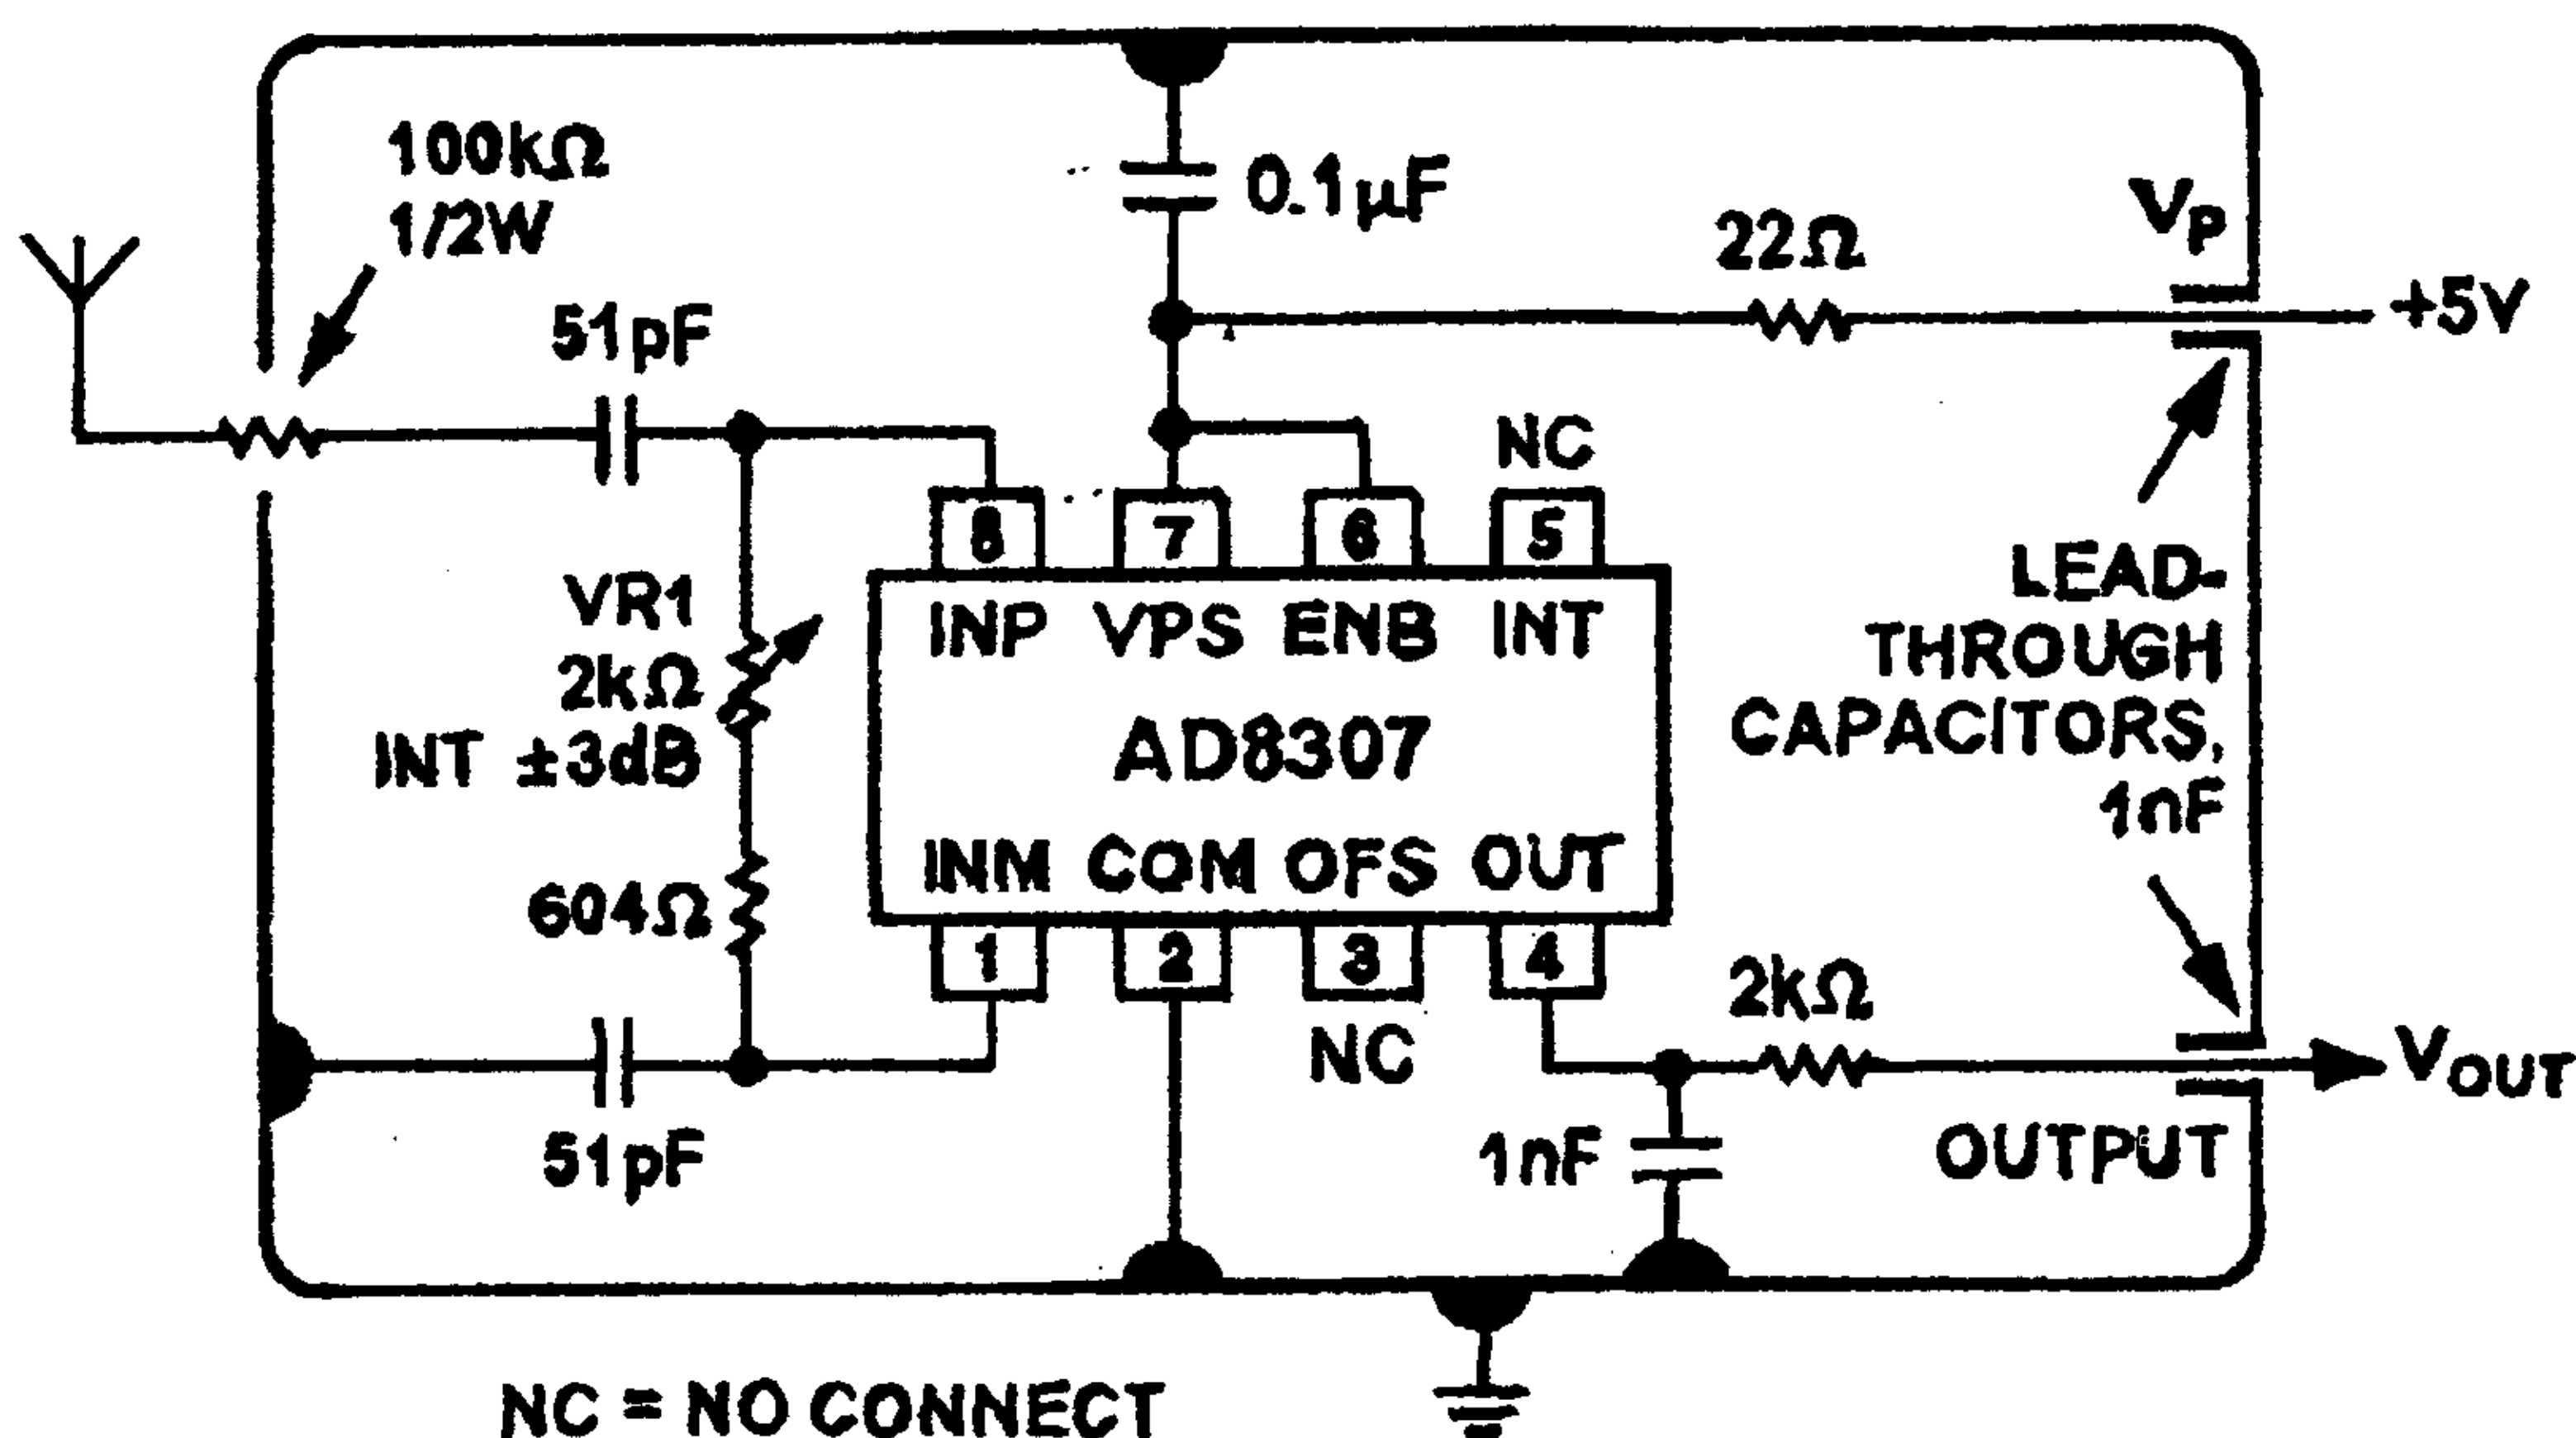 100kΩ
1/2W
51pF
0.1µF
22Ω
VP
+5V
NC
8
7
6
5
INP VPS ENB INT
AD8307
INM COM OFS OUT
1
2
3
4
VR1
2kΩ
INT ±3dB
604Ω
51pF
NC
LEAD-
THROUGH
CAPACITORS,
1nF
2kΩ
1nF
OUTPUT
VOUT
NC = NO CONNECT